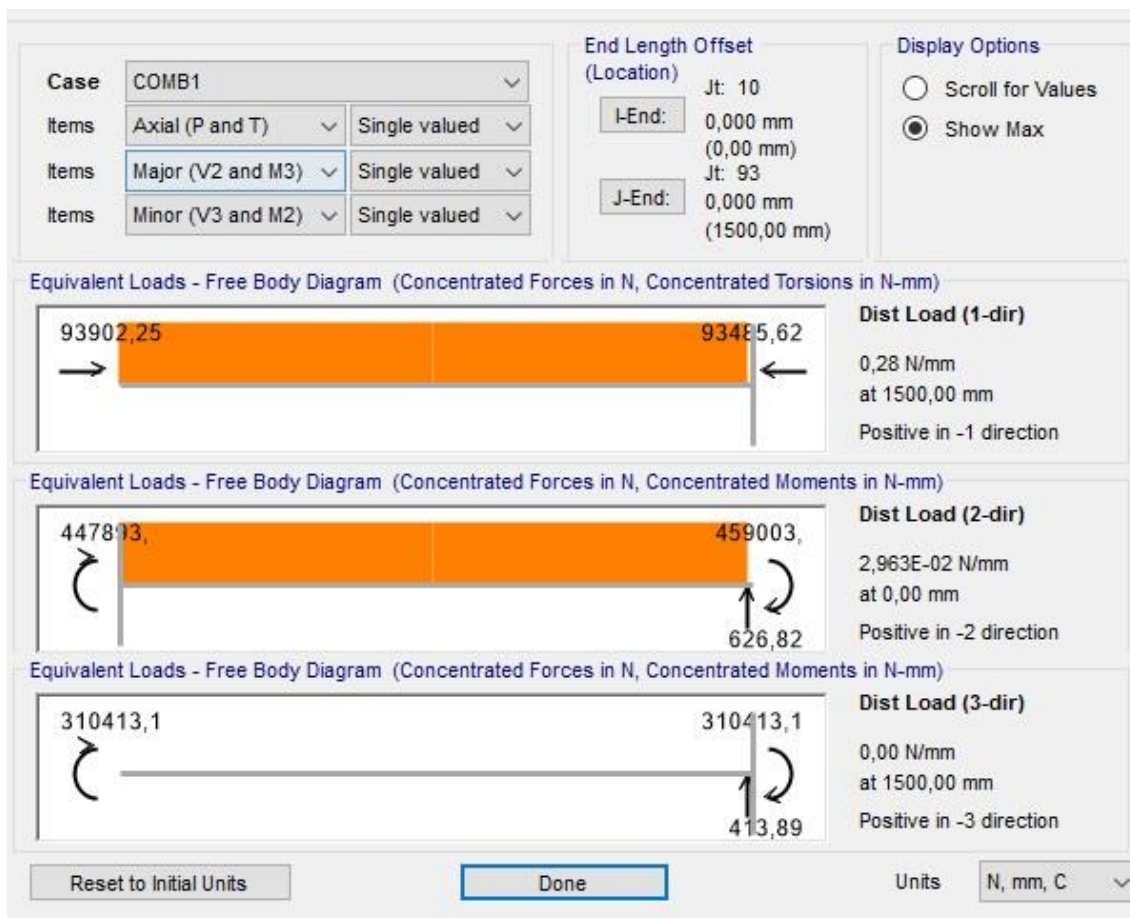 End Length Offset
(Location)
Display Options
Case COMB1
Jt: 10
Scroll for Values
Items Axial (P and T) Single valued
I-End: 0,000 mm
(0,00 mm)
Show Max
Items Major (V2 and M3) Single valued
Jt: 93
Items Minor (V3 and M2) Single valued
J-End: 0,000 mm
(1500,00 mm)
Equivalent Loads - Free Body Diagram (Concentrated Forces in N, Concentrated Torsions in N-mm)
93902,25 93485,62
Dist Load (1-dir)
0,28 N/mm
at 1500,00 mm
Positive in -1 direction
Equivalent Loads - Free Body Diagram (Concentrated Forces in N, Concentrated Moments in N-mm)
447893, 459003,
626,82
Dist Load (2-dir)
2,963E-02 N/mm
at 0,00 mm
Positive in -2 direction
Equivalent Loads - Free Body Diagram (Concentrated Forces in N, Concentrated Moments in N-mm)
310413,1 310413,1
413,89
Dist Load (3-dir)
0,00 N/mm
at 1500,00 mm
Positive in -3 direction
Reset to Initial Units Done Units N, mm, C